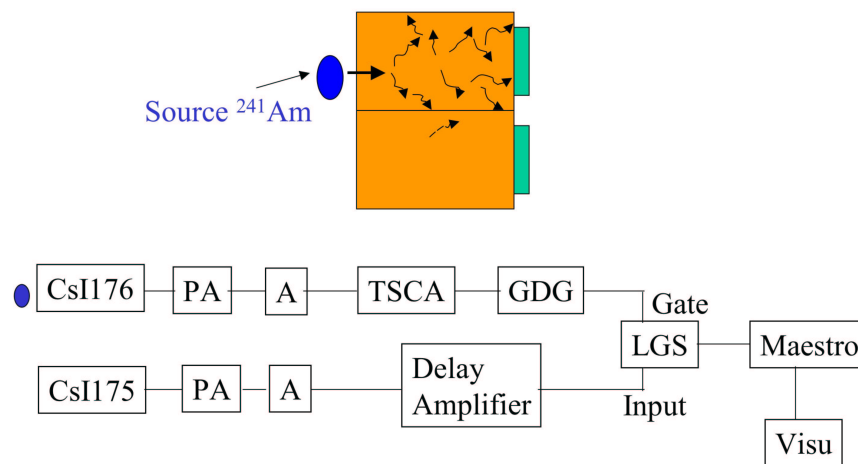 Source ²⁴¹Am
CsI176
PA
A
TSCA
GDG
Gate
LGS
Maestro
CsI175
PA
A
Delay
Amplifier
Input
Visu